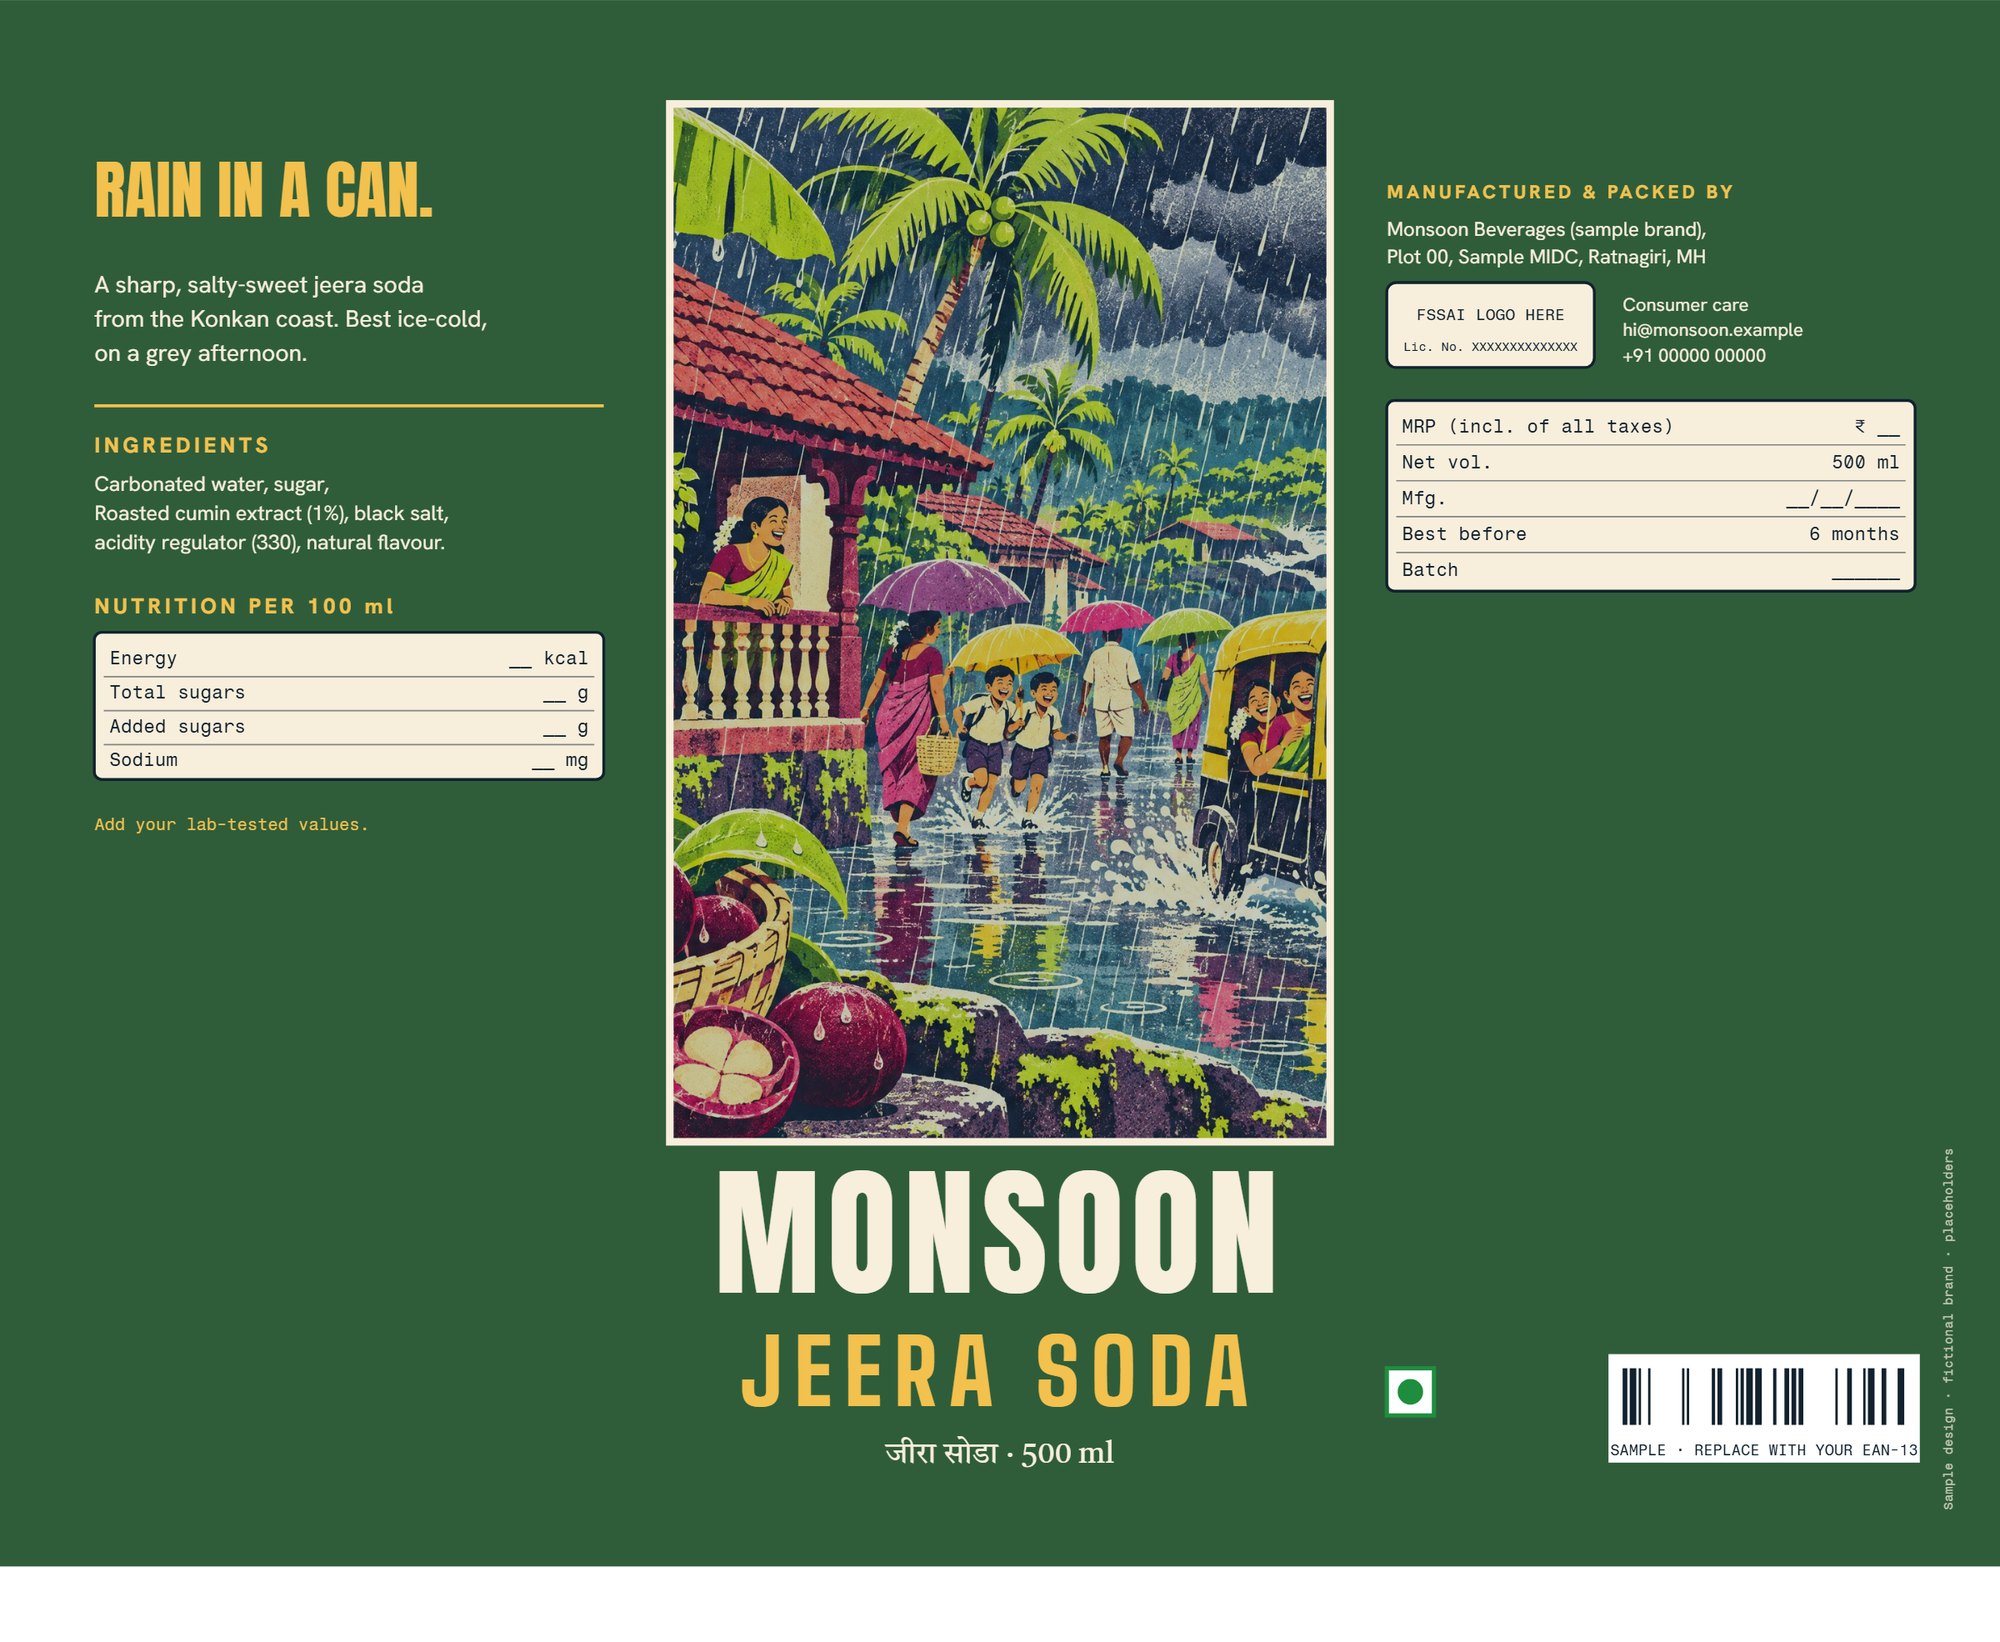 RAIN IN A CAN.
A sharp, salty-sweet jeera soda
from the Konkan coast. Best ice-cold,
on a grey afternoon.
INGREDIENTS
Carbonated water, sugar,
Roasted cumin extract (1%), black salt,
acidity regulator (330), natural flavour.
NUTRITION PER 100 ml
Energy __ kcal
Total sugars __ g
Added sugars __ g
Sodium __ mg
Add your lab-tested values.
MONSOON
JEERA SODA
जीरा सोडा · 500 ml
MANUFACTURED & PACKED BY
Monsoon Beverages (sample brand),
Plot 00, Sample MIDC, Ratnagiri, MH
FSSAI LOGO HERE
Lic. No. XXXXXXXXXXXXXX
Consumer care
hi@monsoon.example
+91 00000 00000
MRP (incl. of all taxes) ₹ __
Net vol. 500 ml
Mfg. __/__/____
Best before 6 months
Batch ______
SAMPLE · REPLACE WITH YOUR EAN-13
Sample design · fictional brand · placeholders